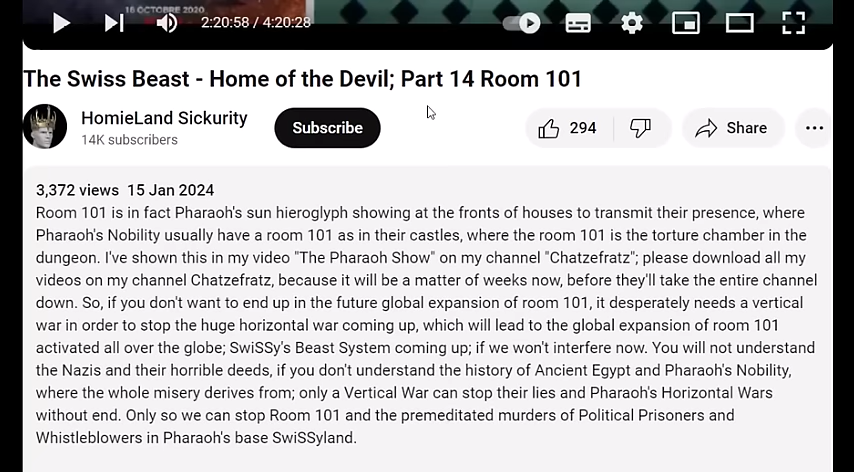 16 OCTOBRE 2020
2:20:58 / 4:20:28
The Swiss Beast - Home of the Devil; Part 14 Room 101
HomieLand Sickurity
14K subscribers
Subscribe
294
Share
3,372 views 15 Jan 2024
Room 101 is in fact Pharaoh's sun hieroglyph showing at the fronts of houses to transmit their presence, where
Pharaoh's Nobility usually have a room 101 as in their castles, where the room 101 is the torture chamber in the
dungeon. I've shown this in my video "The Pharaoh Show" on my channel "Chatzefratz"; please download all my
videos on my channel Chatzefratz, because it will be a matter of weeks now, before they'll take the entire channel
down. So, if you don't want to end up in the future global expansion of room 101, it desperately needs a vertical
war in order to stop the huge horizontal war coming up, which will lead to the global expansion of room 101
activated all over the globe; SwiSSy's Beast System coming up; if we won't interfere now. You will not understand
the Nazis and their horrible deeds, if you don't understand the history of Ancient Egypt and Pharaoh's Nobility,
where the whole misery derives from; only a Vertical War can stop their lies and Pharaoh's Horizontal Wars
without end. Only so we can stop Room 101 and the premeditated murders of Political Prisoners and
Whistleblowers in Pharaoh's base SwiSSyland.